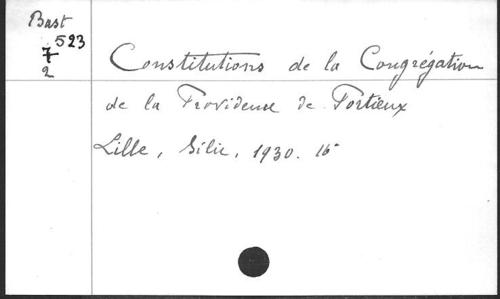 Bast
523
7
2
Constitutions de la Congrégation
de la Providence de Portieux
Lille, Silic, 1930. 16°